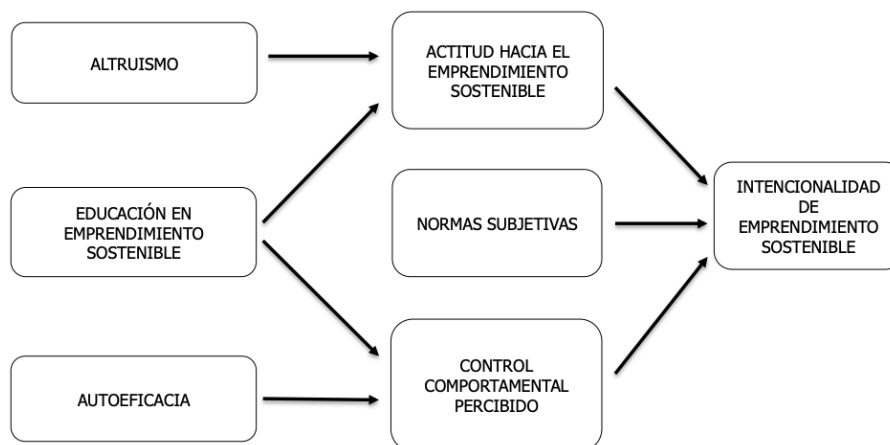 ALTRUISMO
ACTITUD HACIA EL
EMPRENDIMIENTO
SOSTENIBLE
EDUCACIÓN EN
EMPRENDIMIENTO
SOSTENIBLE
NORMAS SUBJETIVAS
INTENCIONALIDAD
DE
EMPRENDIMIENTO
SOSTENIBLE
AUTOEFICACIA
CONTROL
COMPORTAMENTAL
PERCIBIDO